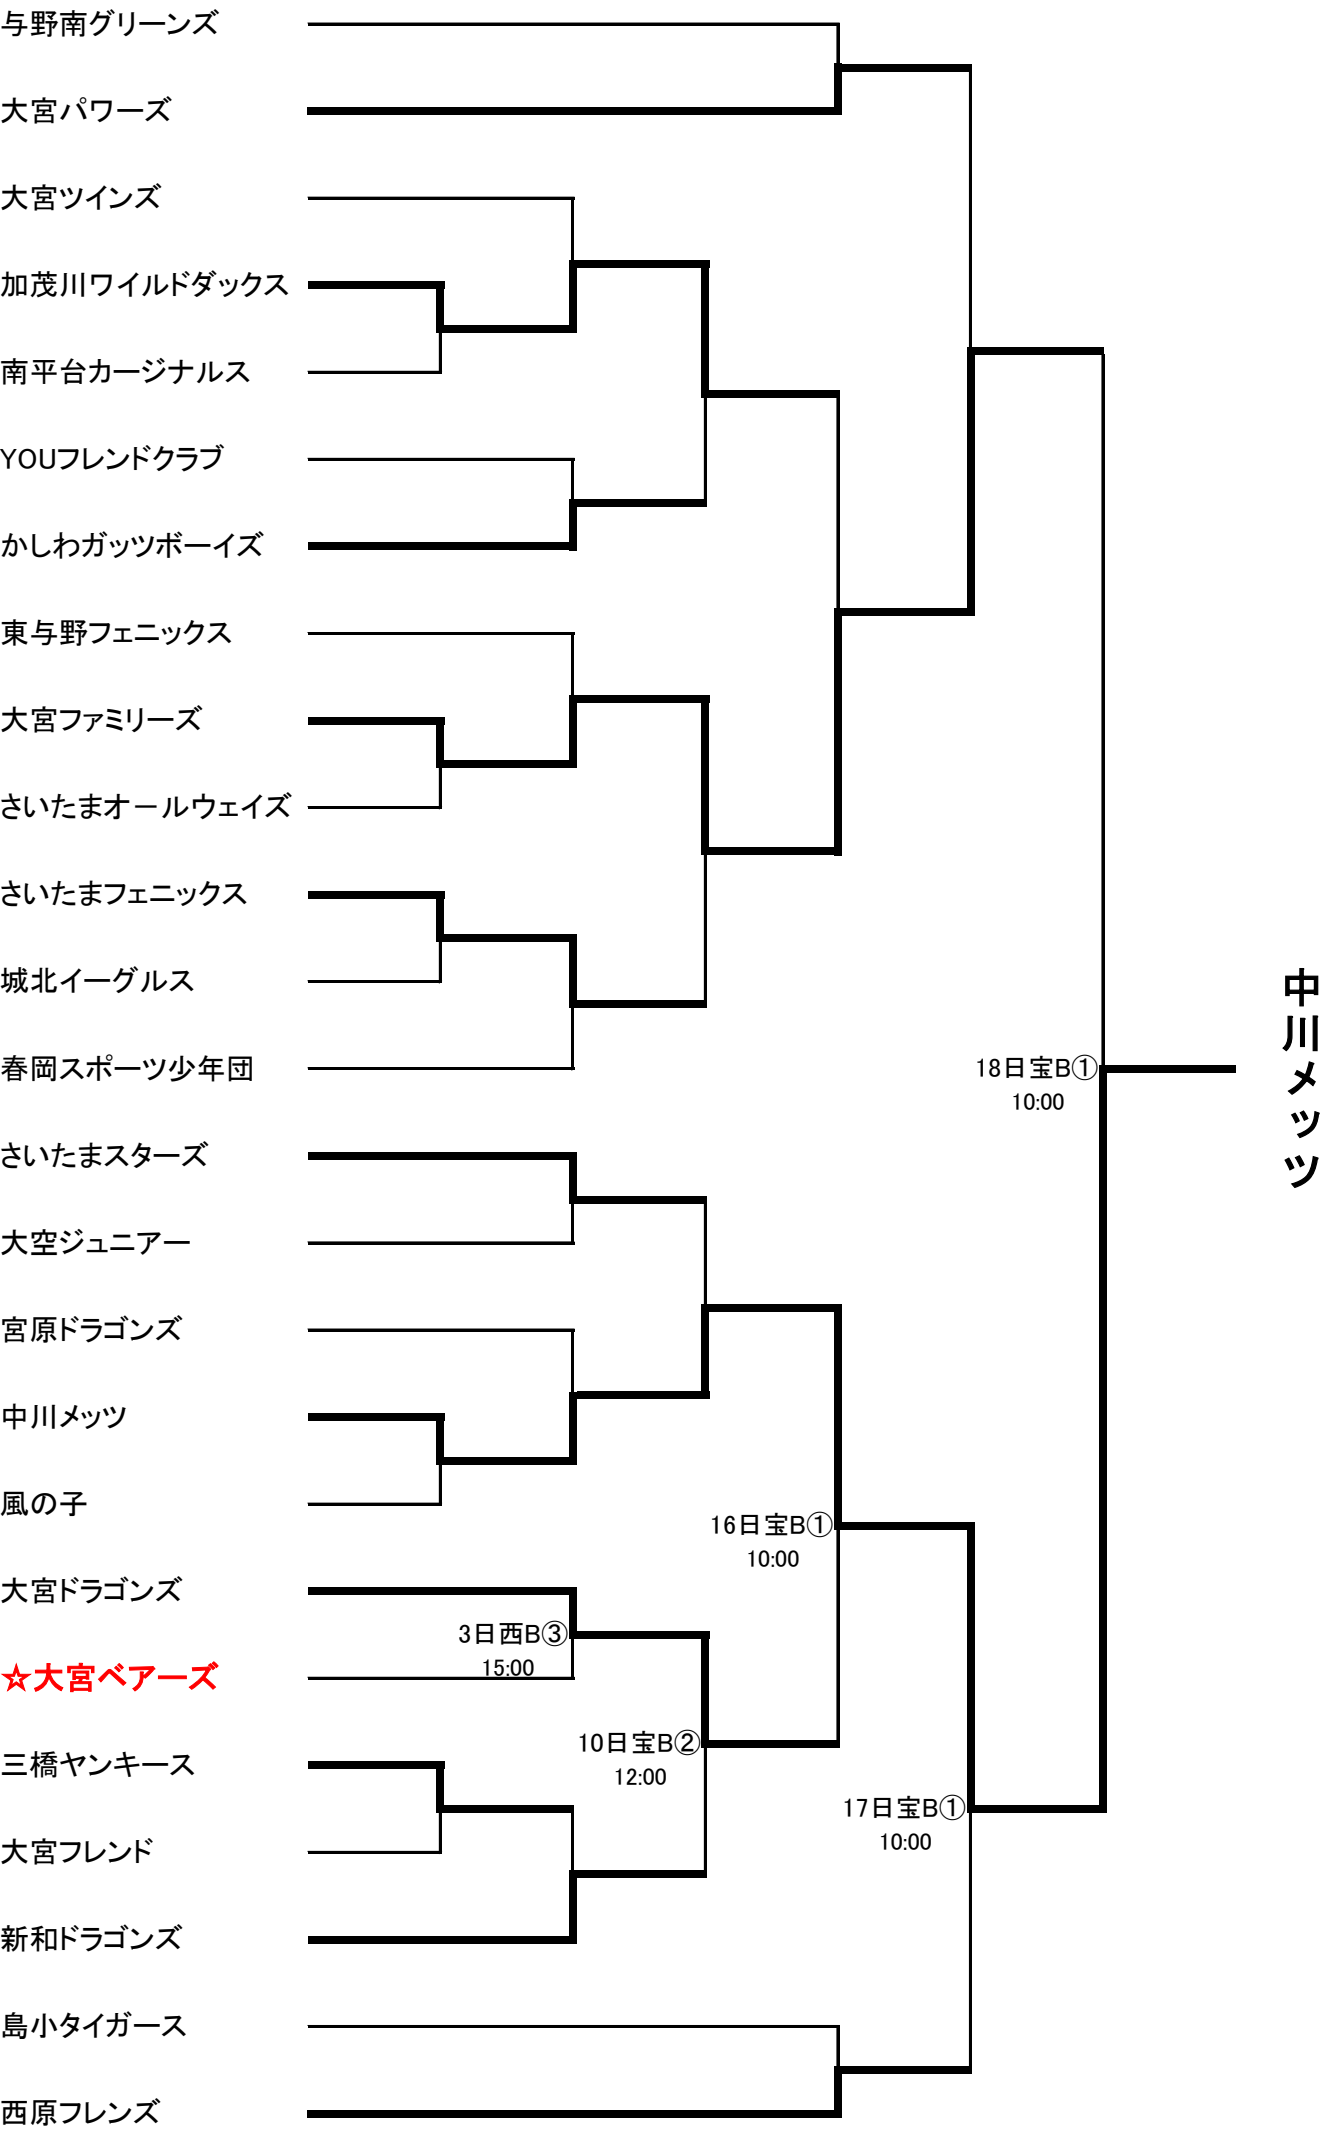 与野南グリーンズ
大宮パワーズ
大宮ツインズ
加茂川ワイルドダックス
南平台カージナルス
YOUフレンドクラブ
かしわガッツボーイズ
東与野フェニックス
大宮ファミリーズ
さいたまオールウェイズ
さいたまフェニックス
城北イーグルス
春岡スポーツ少年団
さいたまスターズ
大空ジュニアー
宮原ドラゴンズ
中川メッツ
風の子
大宮ドラゴンズ
☆大宮ベアーズ
三橋ヤンキース
大宮フレンド
新和ドラゴンズ
島小タイガース
西原フレンズ
3日西B③
15:00
10日宝B②
12:00
16日宝B①
10:00
17日宝B①
10:00
18日宝B①
10:00
中川メッツ